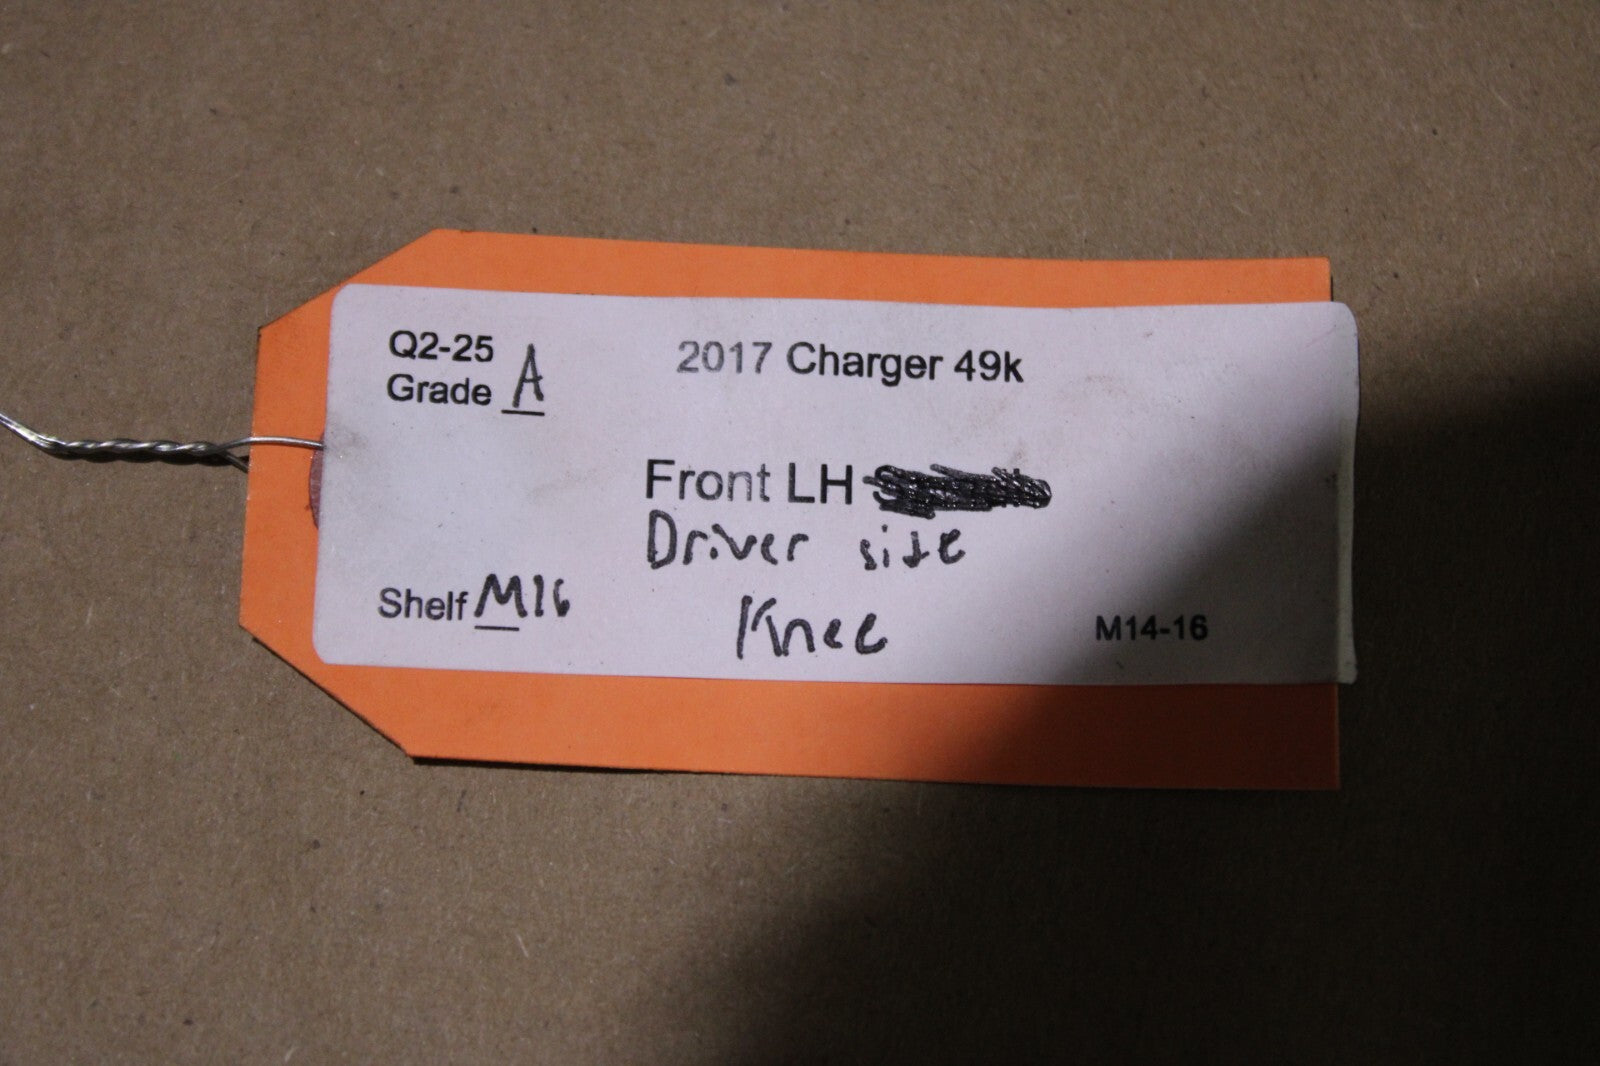 Q2-25
Grade A
2017 Charger 49k
Front LH
Driver side
Knee
Shelf M16
M14-16